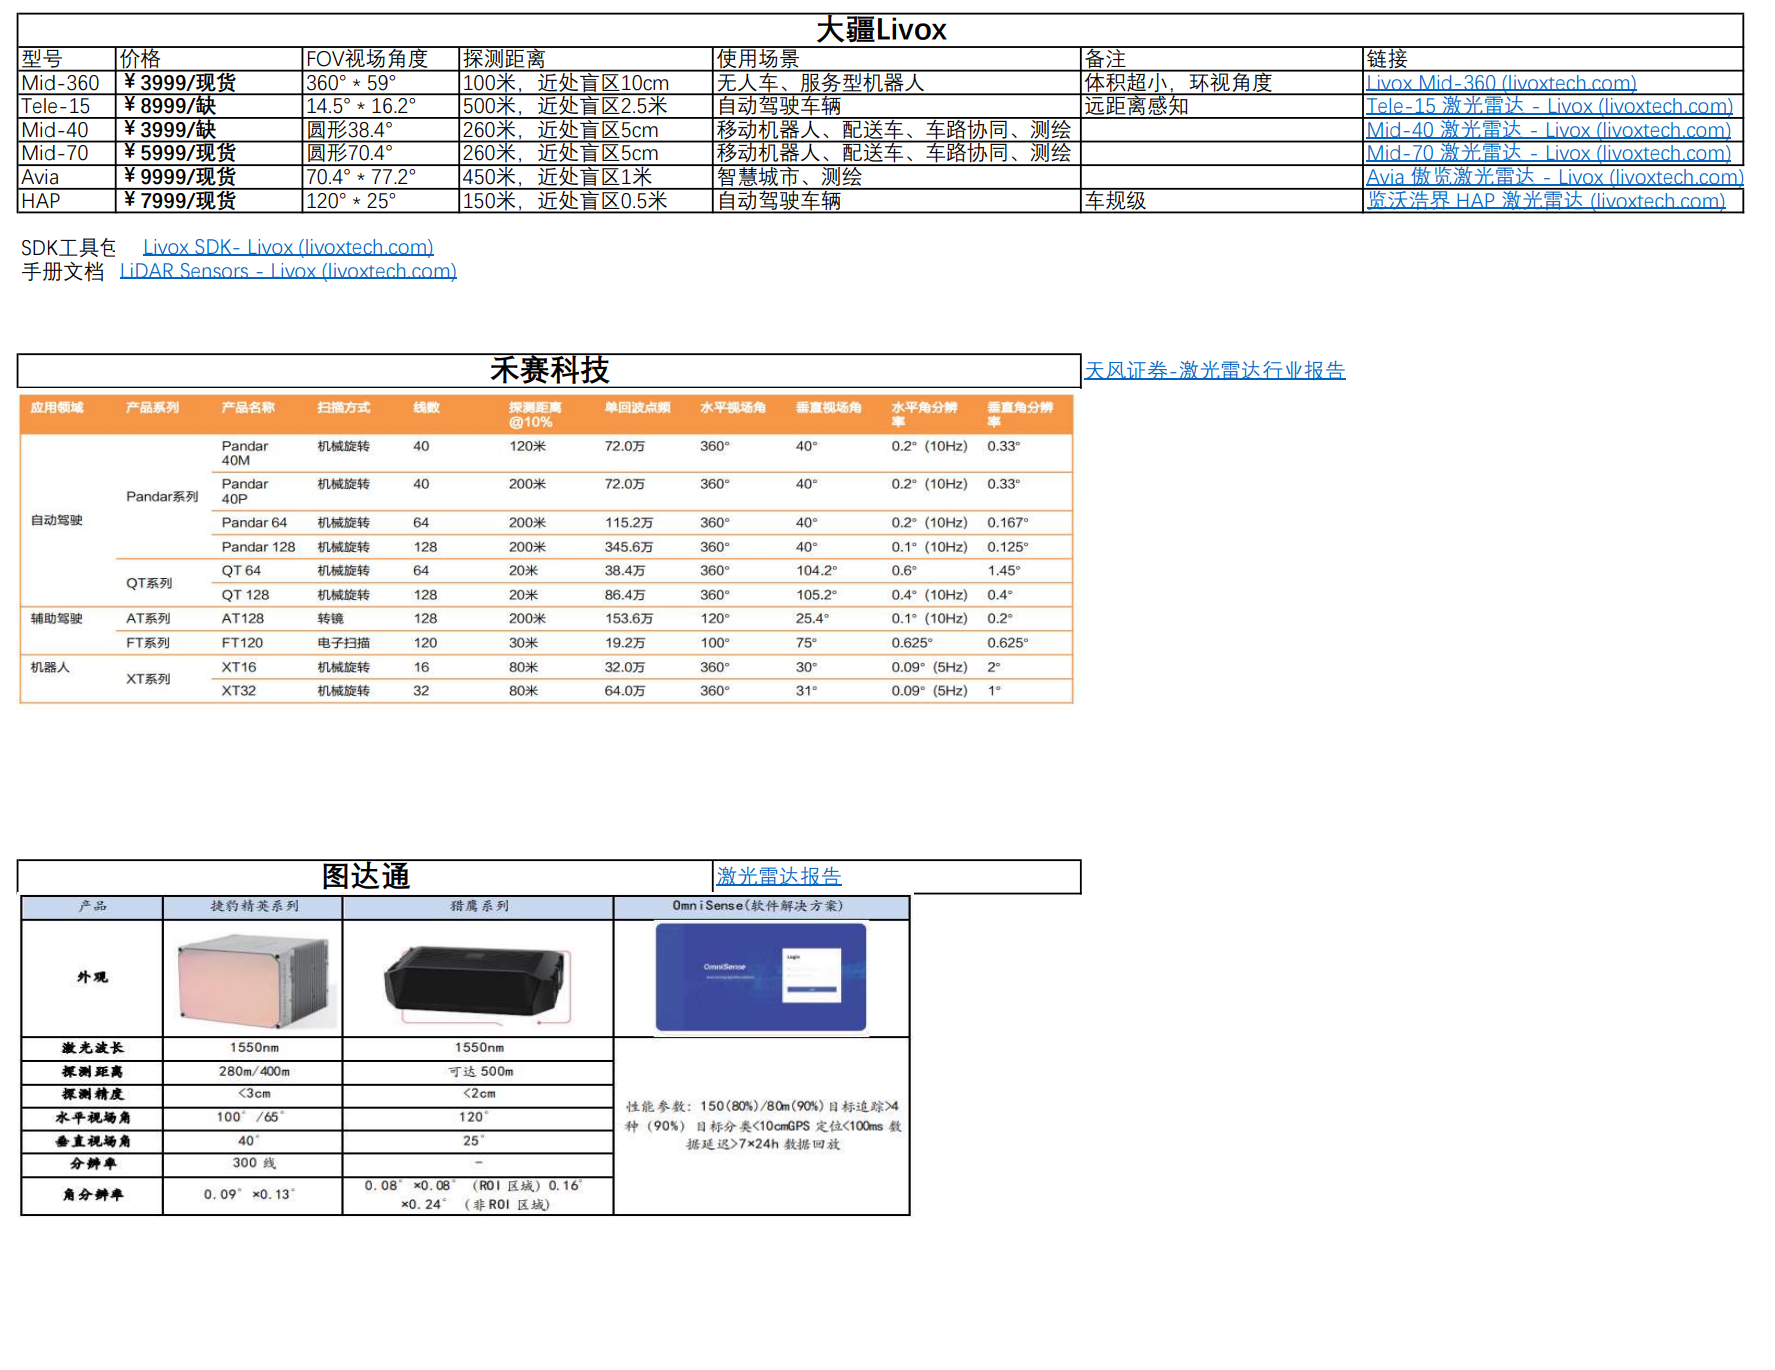 大疆Livox
型号 价格 FOV视场角度 探测距离 使用场景 备注 链接
Mid-360 ¥ 3999/现货 360° * 59° 100米，近处盲区10cm 无人车、服务型机器人 体积超小，环视角度 Livox Mid-360 (livoxtech.com)
Tele-15 ¥ 8999/缺 14.5° * 16.2° 500米，近处盲区2.5米 自动驾驶车辆 远距离感知 Tele-15 激光雷达 - Livox (livoxtech.com)
Mid-40 ¥ 3999/缺 圆形38.4° 260米，近处盲区5cm 移动机器人、配送车、车路协同、测绘 Mid-40 激光雷达 - Livox (livoxtech.com)
Mid-70 ¥ 5999/现货 圆形70.4° 260米，近处盲区5cm 移动机器人、配送车、车路协同、测绘 Mid-70 激光雷达 - Livox (livoxtech.com)
Avia ¥ 9999/现货 70.4° * 77.2° 450米，近处盲区1米 智慧城市、测绘 Avia 傲览激光雷达 - Livox (livoxtech.com)
HAP ¥ 7999/现货 120° * 25° 150米，近处盲区0.5米 自动驾驶车辆 车规级 览沃浩界 HAP 激光雷达 (livoxtech.com)
SDK工具包 Livox SDK- Livox (livoxtech.com)
手册文档 LiDAR Sensors - Livox (livoxtech.com)
禾赛科技 天风证券-激光雷达行业报告
应用领域 产品系列 产品名称 扫描方式 线数 探测距离@10% 单回波点频 水平视场角 垂直视场角 水平角分辨率 垂直角分辨率
自动驾驶 Pandar系列 Pandar 40M 机械旋转 40 120米 72.0万 360° 40° 0.2° (10Hz) 0.33°
Pandar 40P 机械旋转 40 200米 72.0万 360° 40° 0.2° (10Hz) 0.33°
Pandar 64 机械旋转 64 200米 115.2万 360° 40° 0.2° (10Hz) 0.167°
Pandar 128 机械旋转 128 200米 345.6万 360° 40° 0.1° (10Hz) 0.125°
QT系列 QT 64 机械旋转 64 20米 38.4万 360° 104.2° 0.6° 1.45°
QT 128 机械旋转 128 20米 86.4万 360° 105.2° 0.4° (10Hz) 0.4°
辅助驾驶 AT系列 AT128 转镜 128 200米 153.6万 120° 25.4° 0.1° (10Hz) 0.2°
FT系列 FT120 电子扫描 120 30米 19.2万 100° 75° 0.625° 0.625°
机器人 XT系列 XT16 机械旋转 16 80米 32.0万 360° 30° 0.09° (5Hz) 2°
XT32 机械旋转 32 80米 64.0万 360° 31° 0.09° (5Hz) 1°
图达通 激光雷达报告
产品 捷豹精英系列 猎鹰系列 OmniSense(软件解决方案)
外观 OmniSense Login
激光波长 1550nm 1550nm
探测距离 280m/400m 可达 500m
探测精度 <3cm <2cm
水平视场角 100° /65° 120°
垂直视场角 40° 25°
分辨率 300 线 -
角分辨率 0.09° ×0.13° 0.08° ×0.08° (ROI 区域) 0.16°
×0.24° (非 ROI 区域)
性能参数: 150(80%)/80m(90%)目标追踪>4
种 (90%) 目标分类<10cmGPS 定位<100ms 数
据延迟>7×24h 数据回放